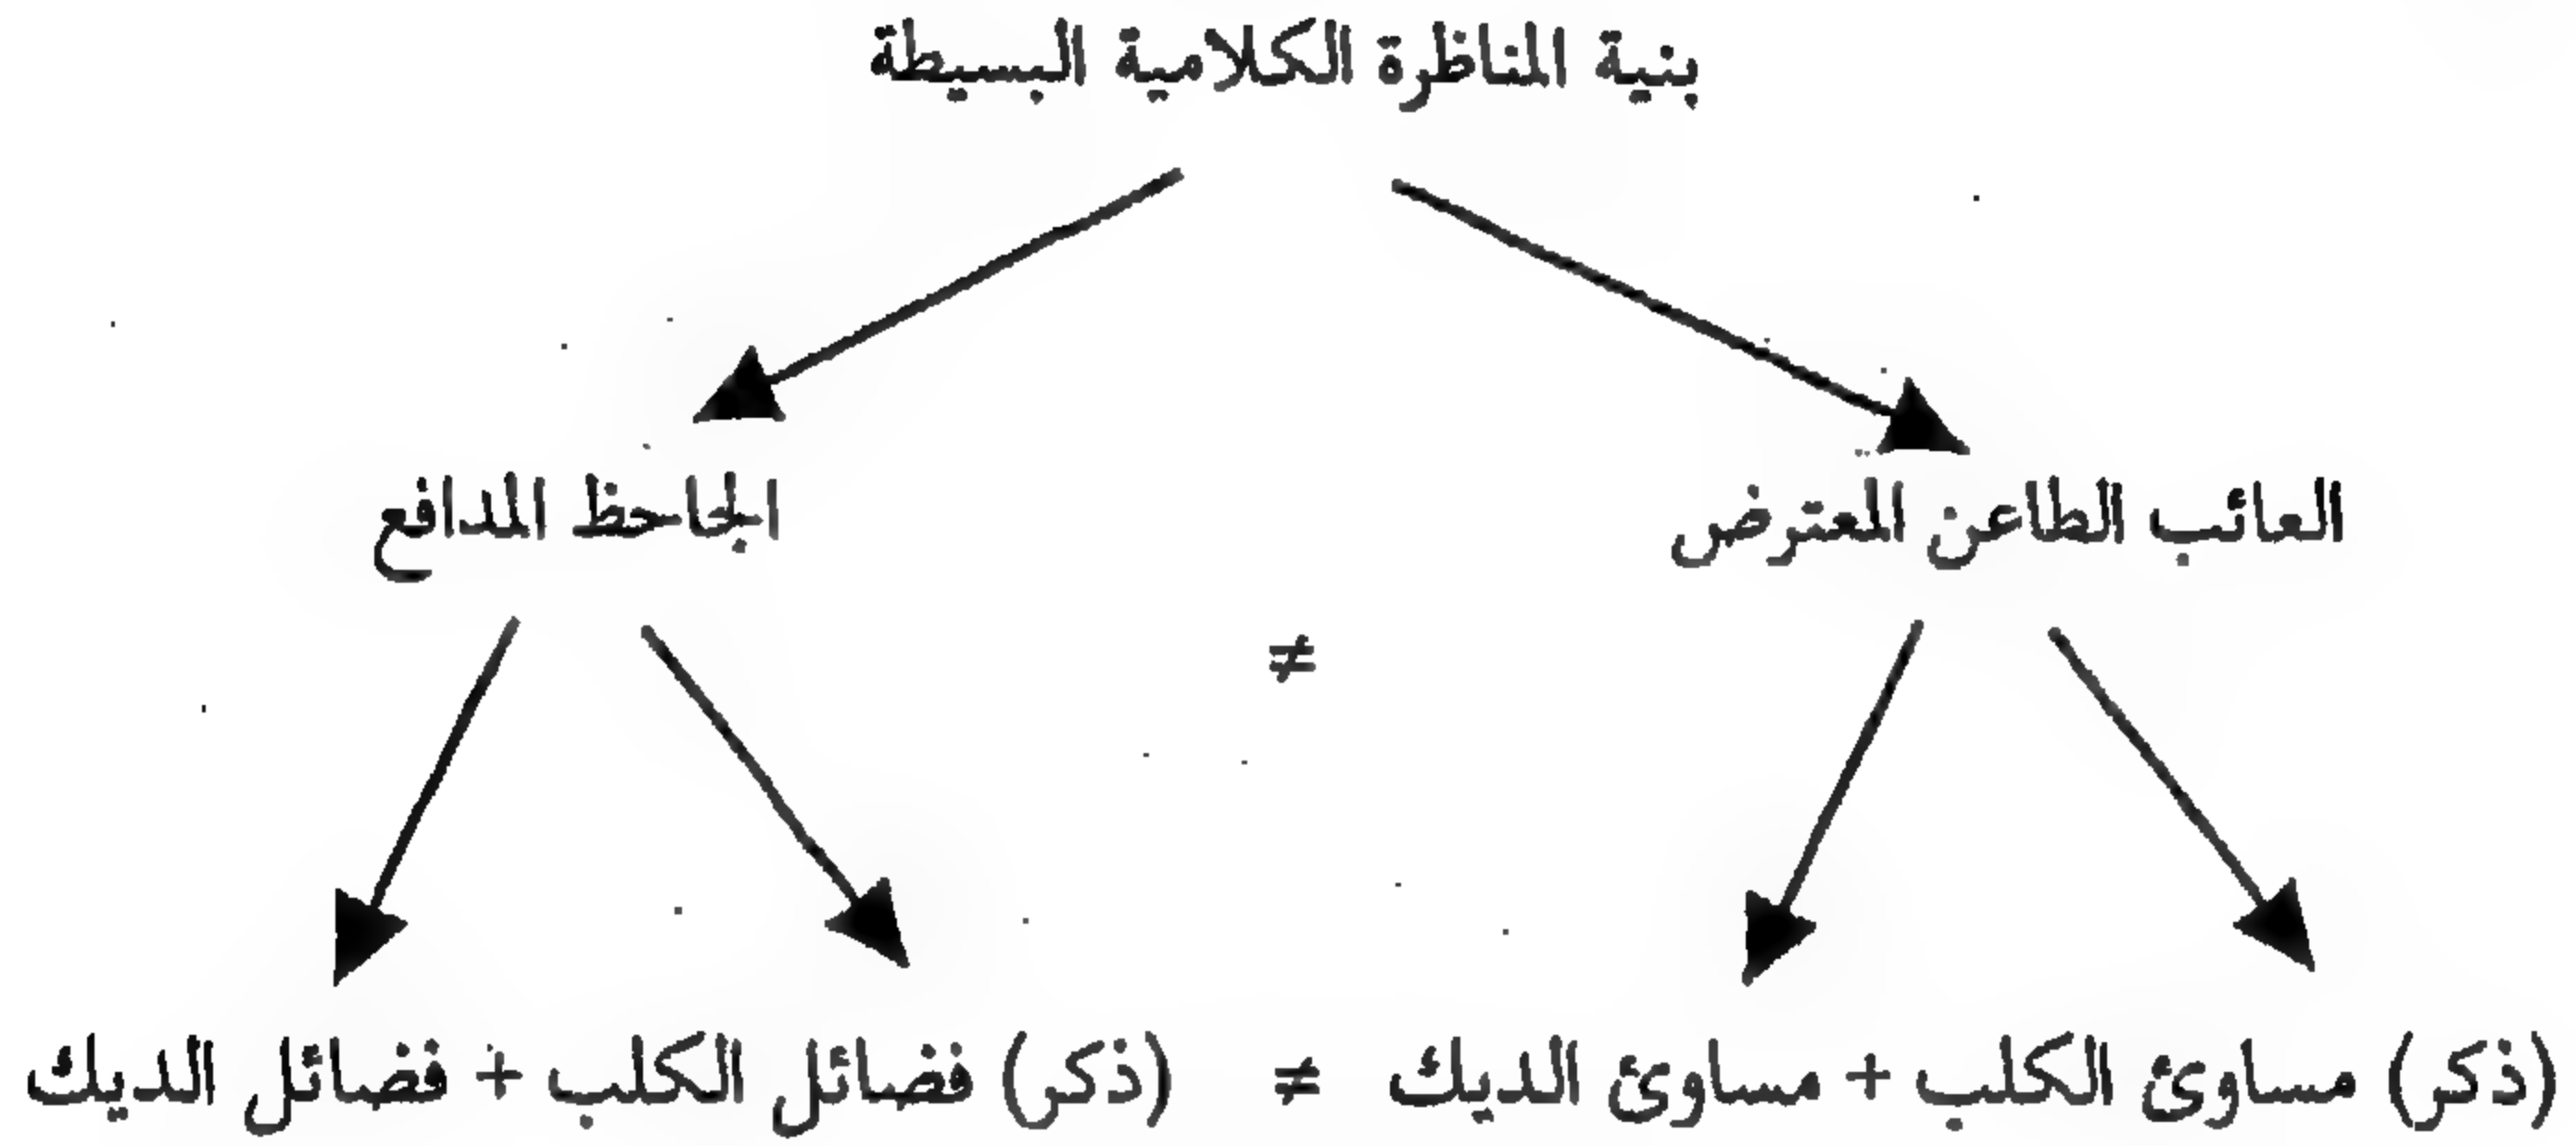 بنية المناظرة الكلامية البسيطة
العائب الطاعن المعترض الجاحظ المدافع
≠
(ذكر) مساوئ الكلب + مساوئ الديك ≠ (ذكر) فضائل الكلب + فضائل الديك